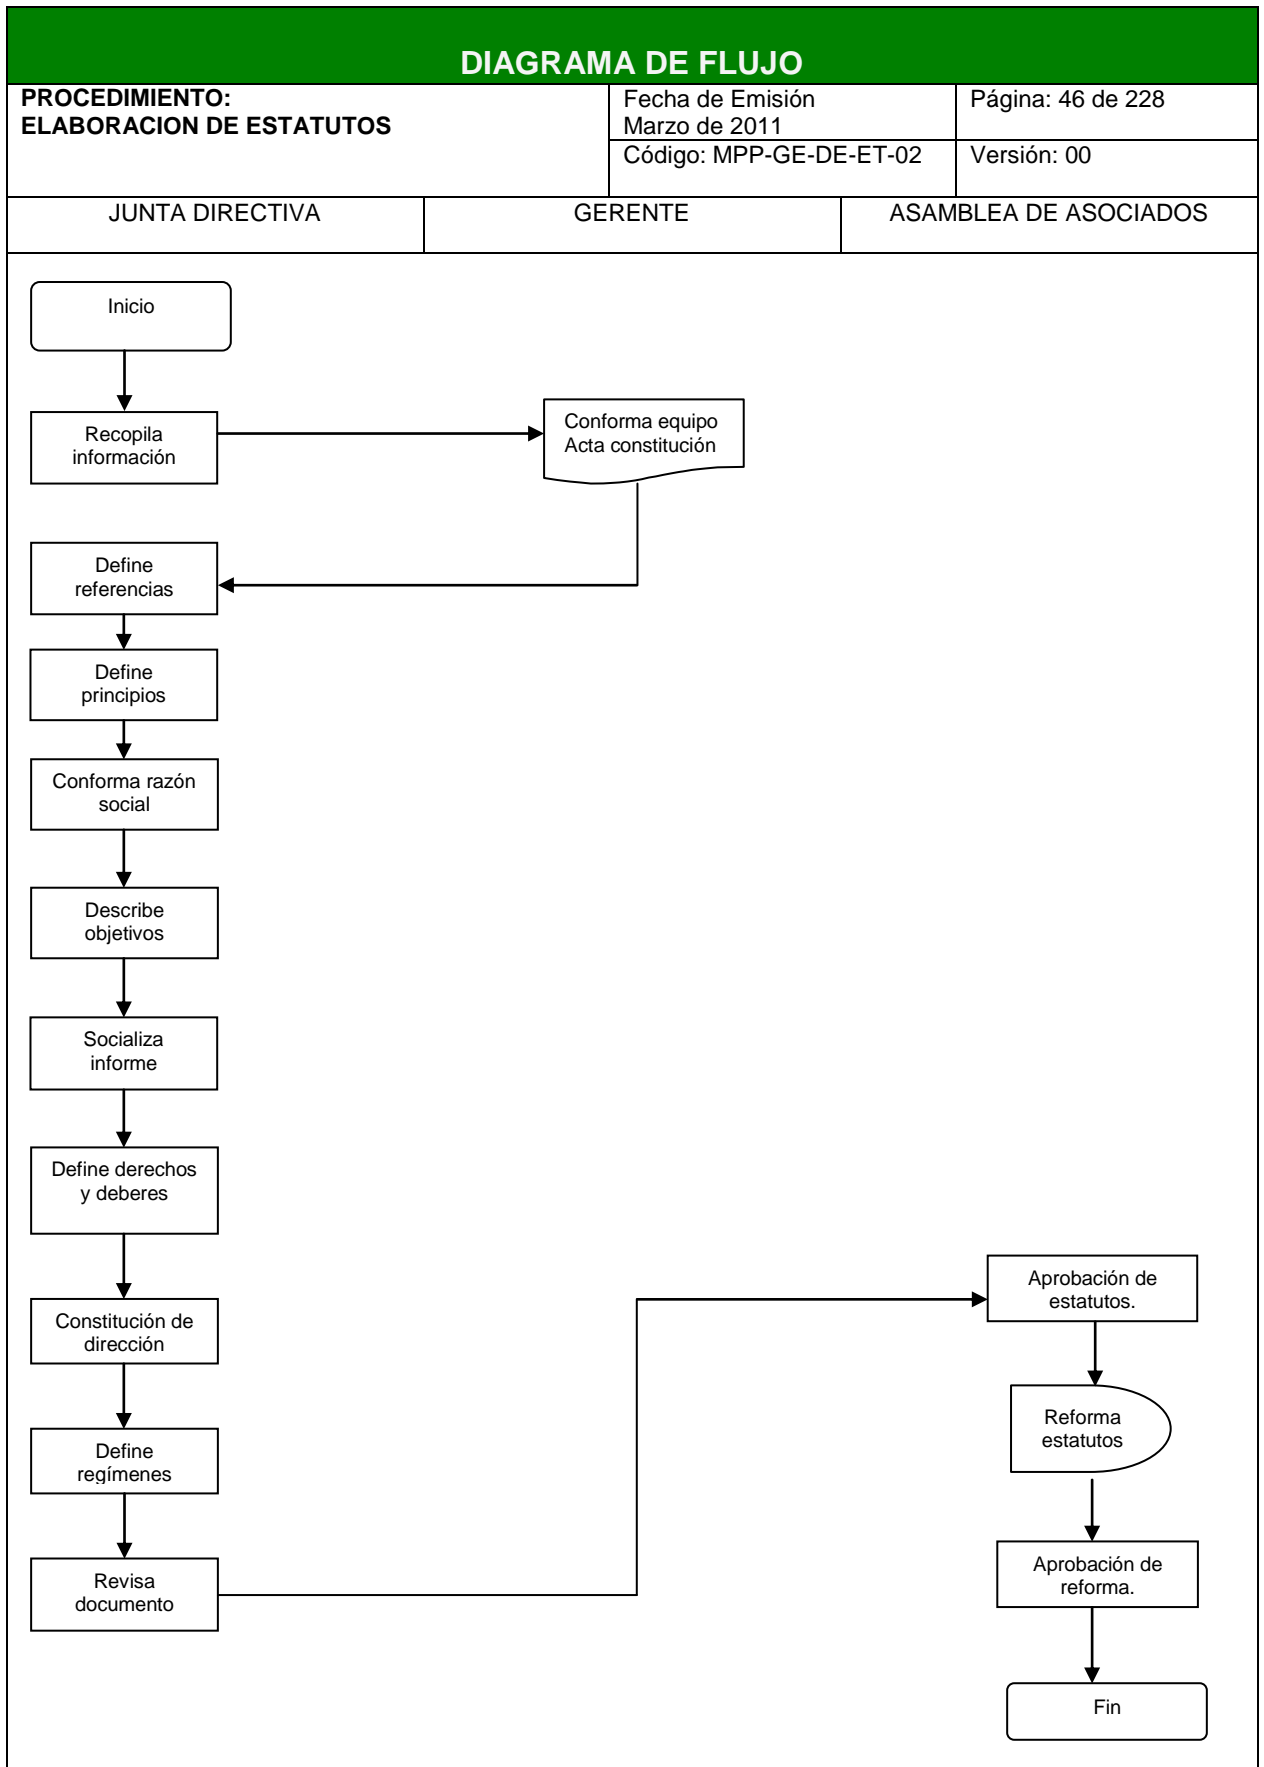 DIAGRAMA DE FLUJO
PROCEDIMIENTO:
ELABORACION DE ESTATUTOS
Fecha de Emisión
Marzo de 2011
Página: 46 de 228
Código: MPP-GE-DE-ET-02
Versión: 00
JUNTA DIRECTIVA
GERENTE
ASAMBLEA DE ASOCIADOS
Inicio
Recopila
información
Conforma equipo
Acta constitución
Define
referencias
Define
principios
Conforma razón
social
Describe
objetivos
Socializa
informe
Define derechos
y deberes
Constitución de
dirección
Define
regímenes
Revisa
documento
Aprobación de
estatutos.
Reforma
estatutos
Aprobación de
reforma.
Fin